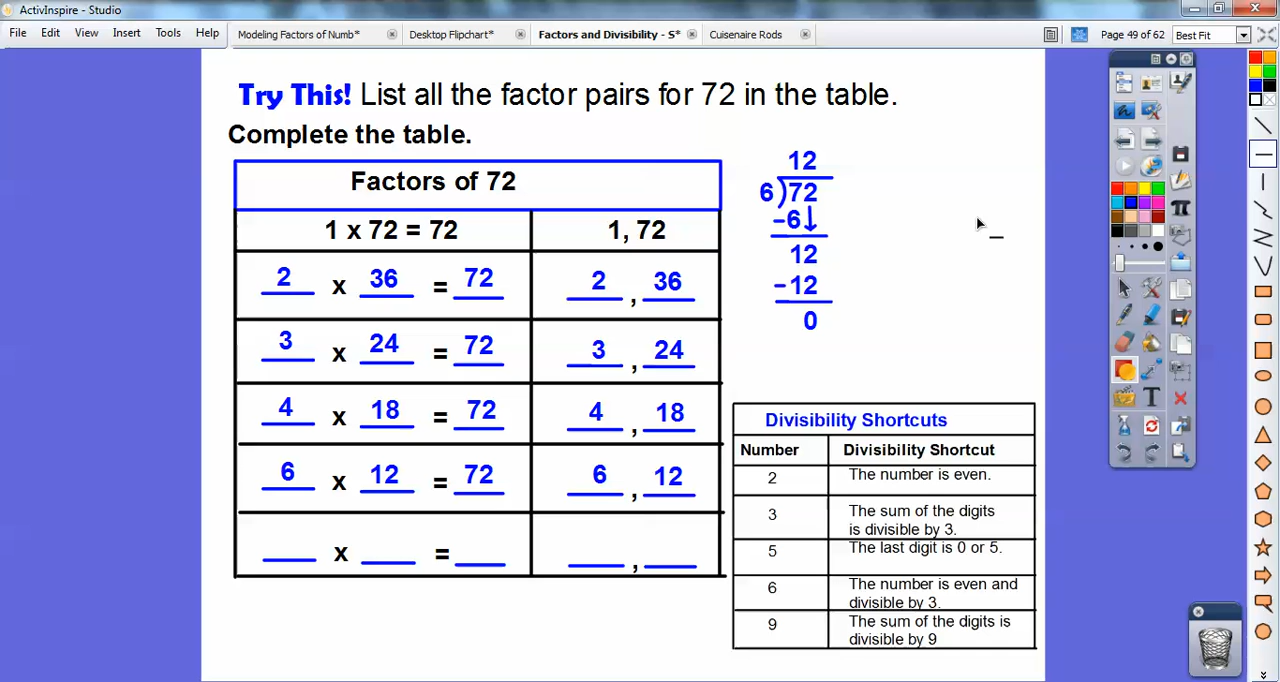 ActivInspire - Studio
File Edit View Insert Tools Help
Modeling Factors of Numb* Desktop Flipchart* Factors and Divisibility - S* Cuisenaire Rods
Page 49 of 62 Best Fit
Try This! List all the factor pairs for 72 in the table.
Complete the table.
Factors of 72
1 x 72 = 72 1, 72
2 x 36 = 72 2 , 36
3 x 24 = 72 3 , 24
4 x 18 = 72 4 , 18
6 x 12 = 72 6 , 12
___ x ___ = ___ ___ , ___
12
6)72
-6↓
12
-12
0
Divisibility Shortcuts
Number Divisibility Shortcut
2 The number is even.
3 The sum of the digits
is divisible by 3.
5 The last digit is 0 or 5.
6 The number is even and
divisible by 3.
9 The sum of the digits is
divisible by 9